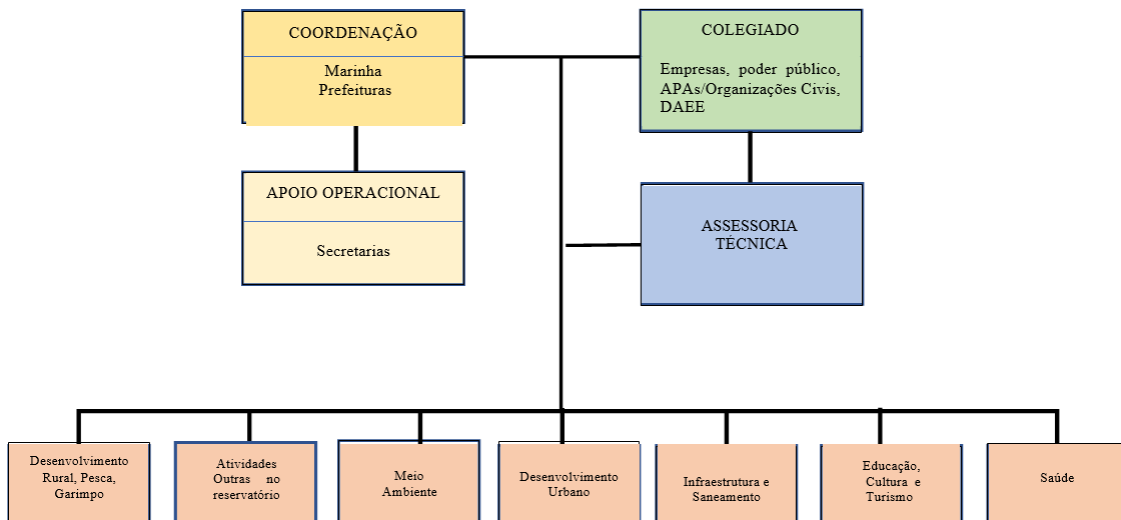 COORDENAÇÃO
Marinha
Prefeituras
COLEGIADO
Empresas, poder público,
APAs/Organizações Civis,
DAEE
APOIO OPERACIONAL
Secretarias
ASSESSORIA
TÉCNICA
Desenvolvimento
Rural, Pesca,
Garimpo
Atividades
Outras no
reservatório
Meio
Ambiente
Desenvolvimento
Urbano
Infraestrutura e
Saneamento
Educação,
Cultura e
Turismo
Saúde